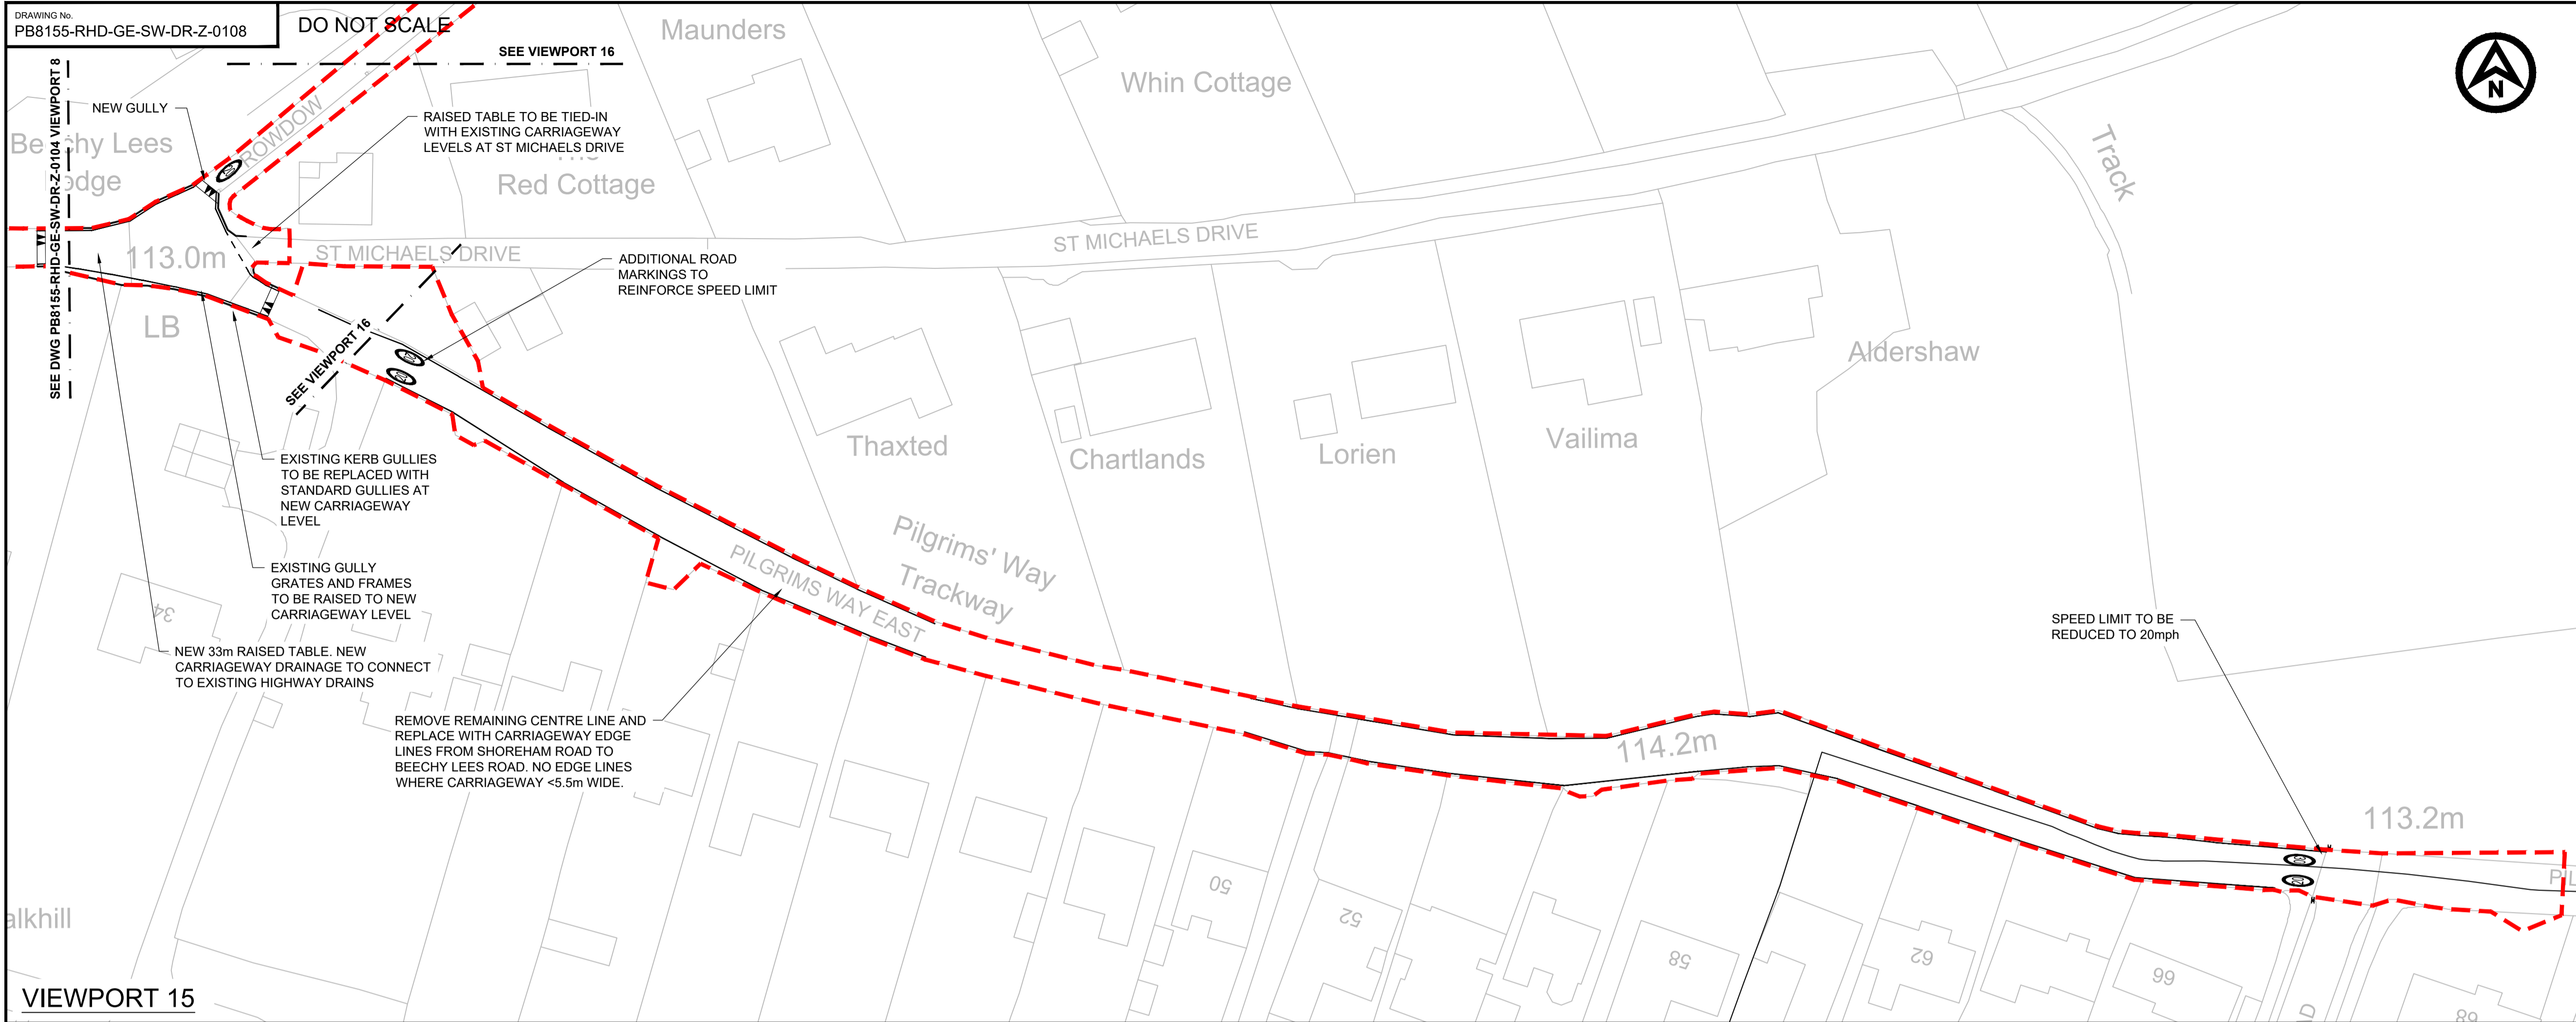 DRAWING No.
PB8155-RHD-GE-SW-DR-Z-0108
DO NOT SCALE
SEE VIEWPORT 16
Maunders
Whin Cottage
N
SEE DWG PB8155-RHD-GE-SW-DR-Z-0104 VIEWPORT 8
NEW GULLY
ROWDOW
RAISED TABLE TO BE TIED-IN
WITH EXISTING CARRIAGEWAY
LEVELS AT ST MICHAELS DRIVE
Red Cottage
Track
20
113.0m
ST MICHAELS DRIVE
ST MICHAELS DRIVE
ADDITIONAL ROAD
MARKINGS TO
REINFORCE SPEED LIMIT
LB
SEE VIEWPORT 16
20
20
Thaxted
Chartlands
Lorien
Vailima
Aldershaw
EXISTING KERB GULLIES
TO BE REPLACED WITH
STANDARD GULLIES AT
NEW CARRIAGEWAY
LEVEL
Pilgrims' Way
Trackway
PILGRIMS WAY EAST
EXISTING GULLY
GRATES AND FRAMES
TO BE RAISED TO NEW
CARRIAGEWAY LEVEL
34
NEW 33m RAISED TABLE. NEW
CARRIAGEWAY DRAINAGE TO CONNECT
TO EXISTING HIGHWAY DRAINS
SPEED LIMIT TO BE
REDUCED TO 20mph
REMOVE REMAINING CENTRE LINE AND
REPLACE WITH CARRIAGEWAY EDGE
LINES FROM SHOREHAM ROAD TO
BEECHY LEES ROAD. NO EDGE LINES
WHERE CARRIAGEWAY <5.5m WIDE.
114.2m
113.2m
30
20
50
52
58
62
66
68
VIEWPORT 15